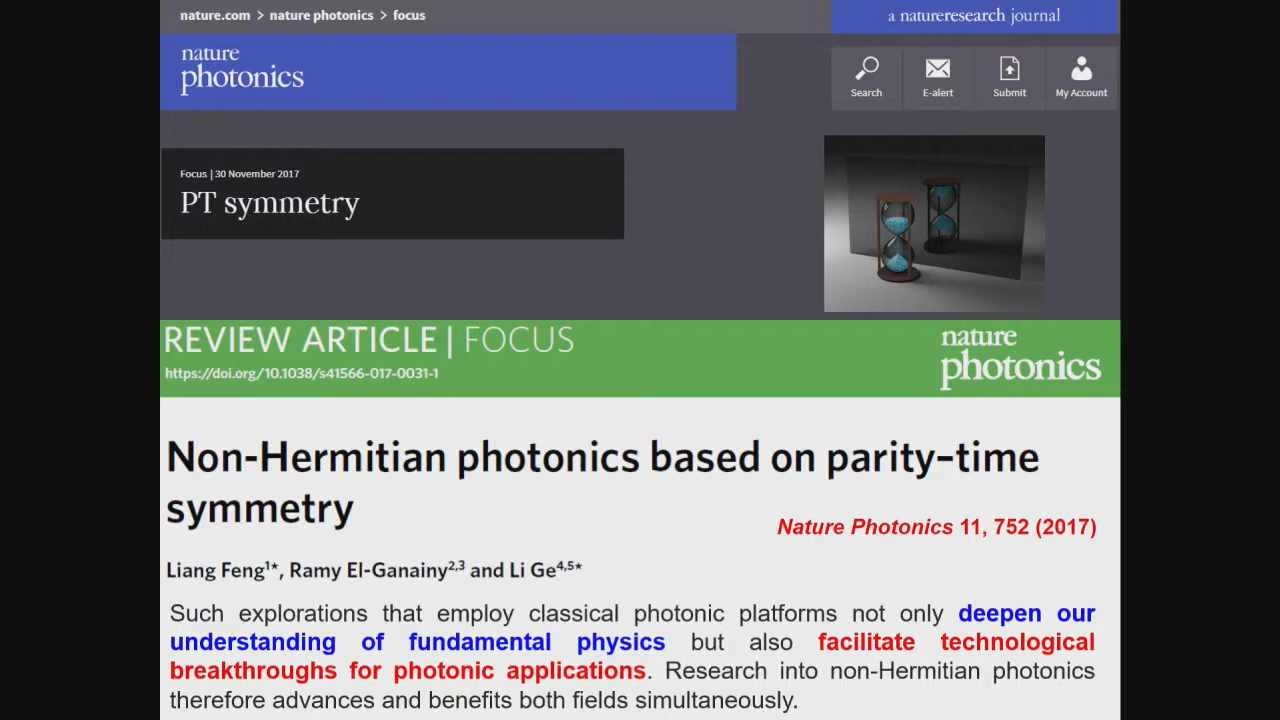 nature.com > nature photonics > focus
a natureresearch journal
nature
photonics
Search
E-alert
Submit
My Account
Focus | 30 November 2017
PT symmetry
REVIEW ARTICLE | FOCUS
https://doi.org/10.1038/s41566-017-0031-1
nature
photonics
Non-Hermitian photonics based on parity–time
symmetry
Nature Photonics 11, 752 (2017)
Liang Feng1*, Ramy El-Ganainy2,3 and Li Ge4,5*
Such explorations that employ classical photonic platforms not only deepen our
understanding of fundamental physics but also facilitate technological
breakthroughs for photonic applications. Research into non-Hermitian photonics
therefore advances and benefits both fields simultaneously.